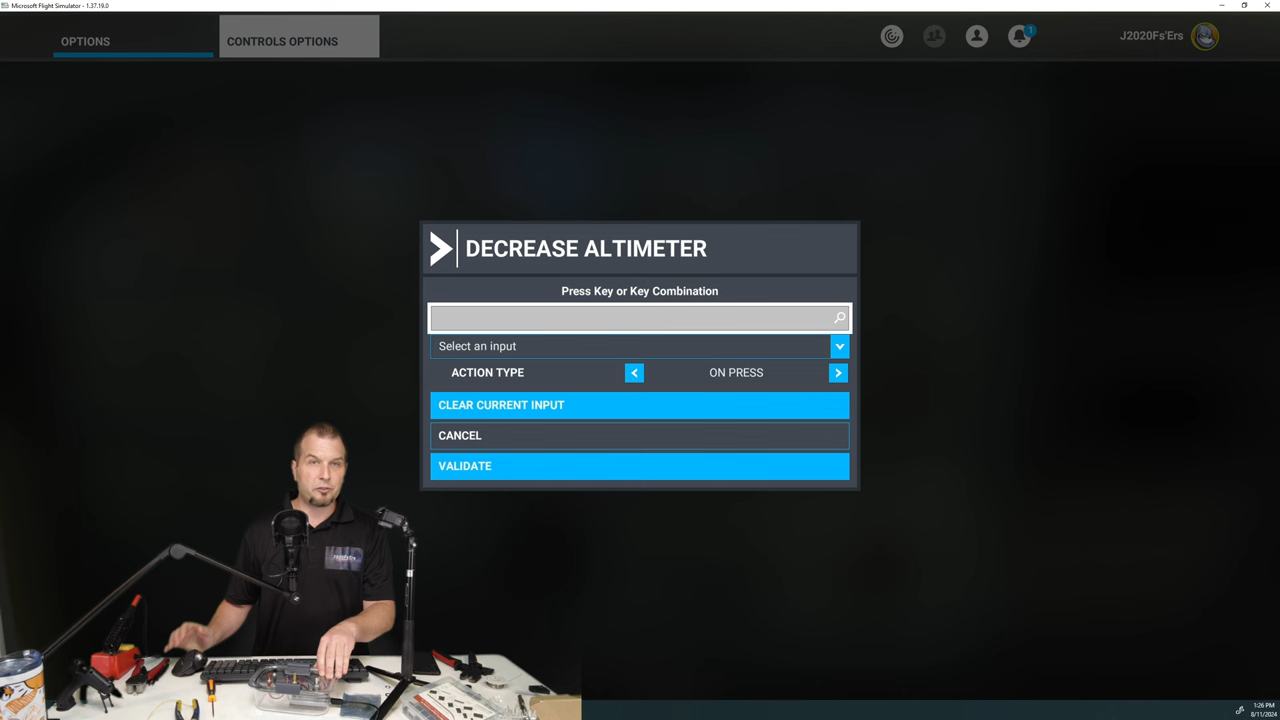 Microsoft Flight Simulator - 1.37.19.0
OPTIONS
CONTROLS OPTIONS
1
J2020Fs'Ers
DECREASE ALTIMETER
Press Key or Key Combination
Select an input
ACTION TYPE
ON PRESS
CLEAR CURRENT INPUT
CANCEL
VALIDATE
1:26 PM
8/11/2024